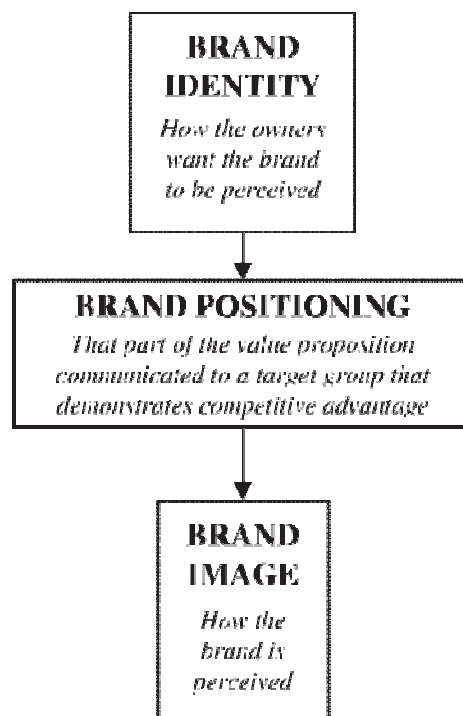 BRAND
IDENTITY
How the owners
want the brand
to be perceived
BRAND POSITIONING
That part of the value proposition
communicated to a target group that
demonstrates competitive advantage
BRAND
IMAGE
How the
brand is
perceived